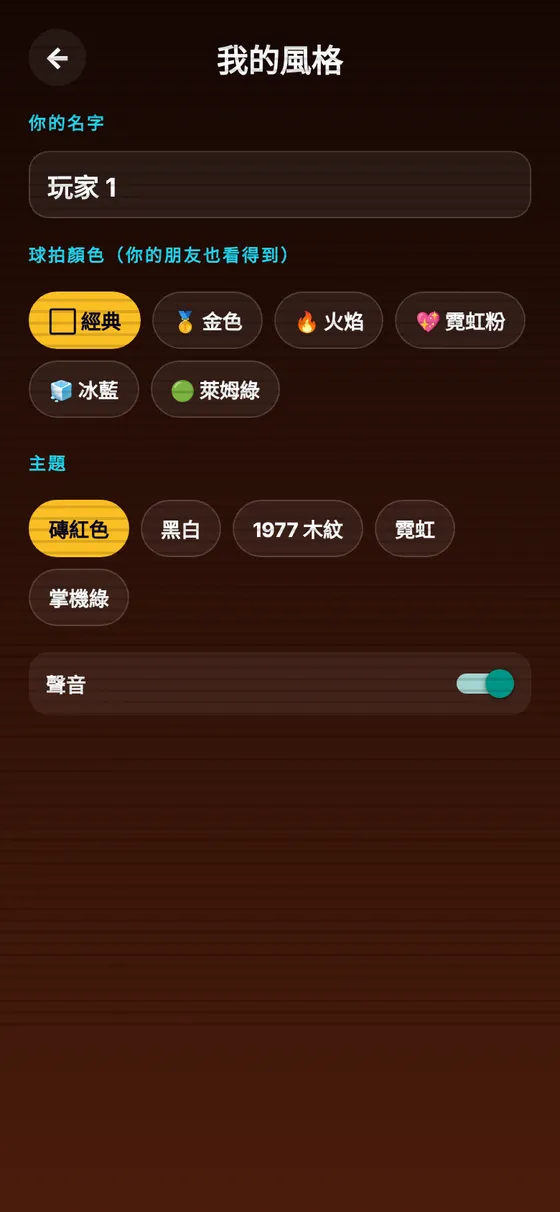 我的風格
你的名字
玩家 1
球拍顏色（你的朋友也看得到）
經典 🥇 金色 🔥 火焰 💖 霓虹粉
🧊 冰藍 🟢 萊姆綠
主題
磚紅色 黑白 1977 木紋 霓虹
掌機綠
聲音